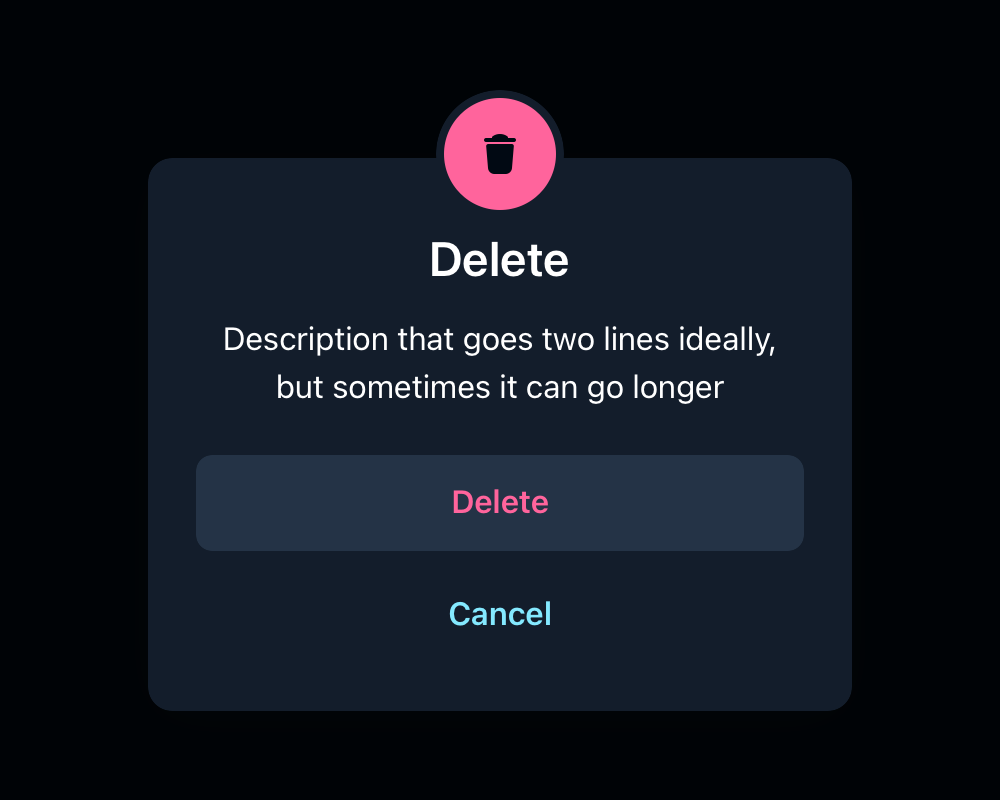 Delete
Description that goes two lines ideally,
but sometimes it can go longer
Delete
Cancel